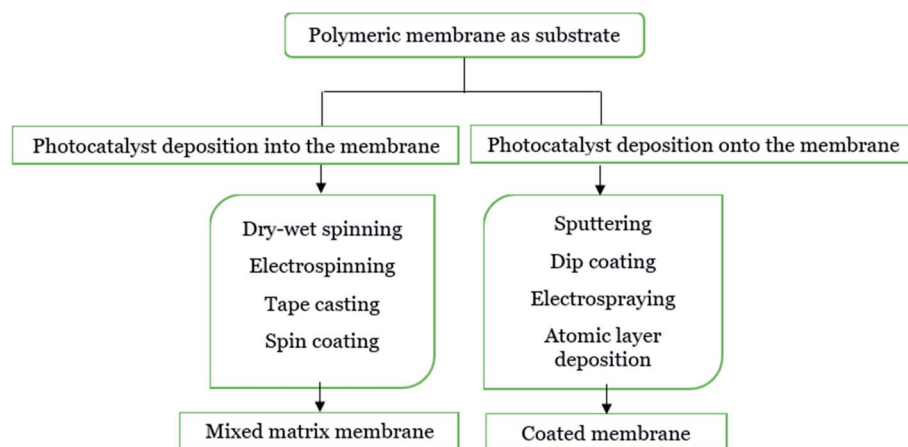 Polymeric membrane as substrate
Photocatalyst deposition into the membrane
Photocatalyst deposition onto the membrane
Dry-wet spinning
Electrospinning
Tape casting
Spin coating
Sputtering
Dip coating
Electrospraying
Atomic layer
deposition
Mixed matrix membrane
Coated membrane